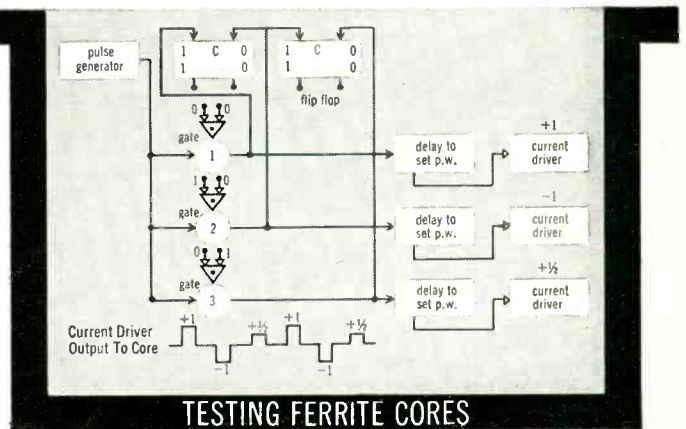 pulse generator
1 C 0
1 0
1 C 0
1 0
flip flop
0 0
gate
1
1 0
gate
2
0 1
gate
3
delay to set p.w.
+1
current driver
delay to set p.w.
−1
current driver
delay to set p.w.
+½
current driver
Current Driver
Output To Core
+1
−1
+½
+1
−1
+½
TESTING FERRITE CORES